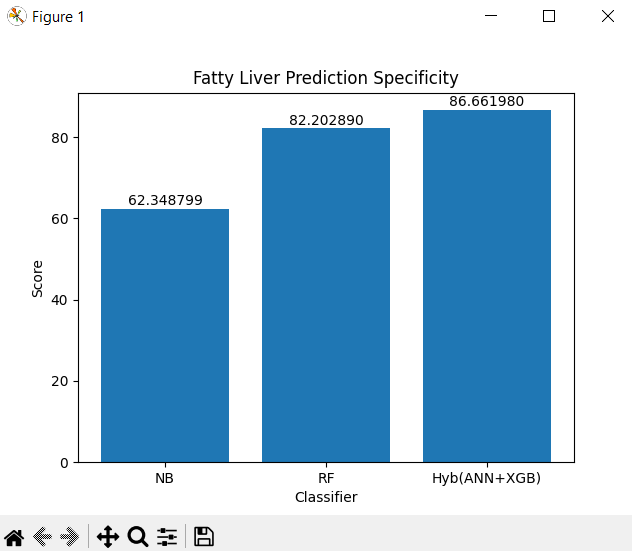 Figure 1
Fatty Liver Prediction Specificity
86.661980
82.202890
62.348799
80
60
40
20
0
Score
NB RF Hyb(ANN+XGB)
Classifier